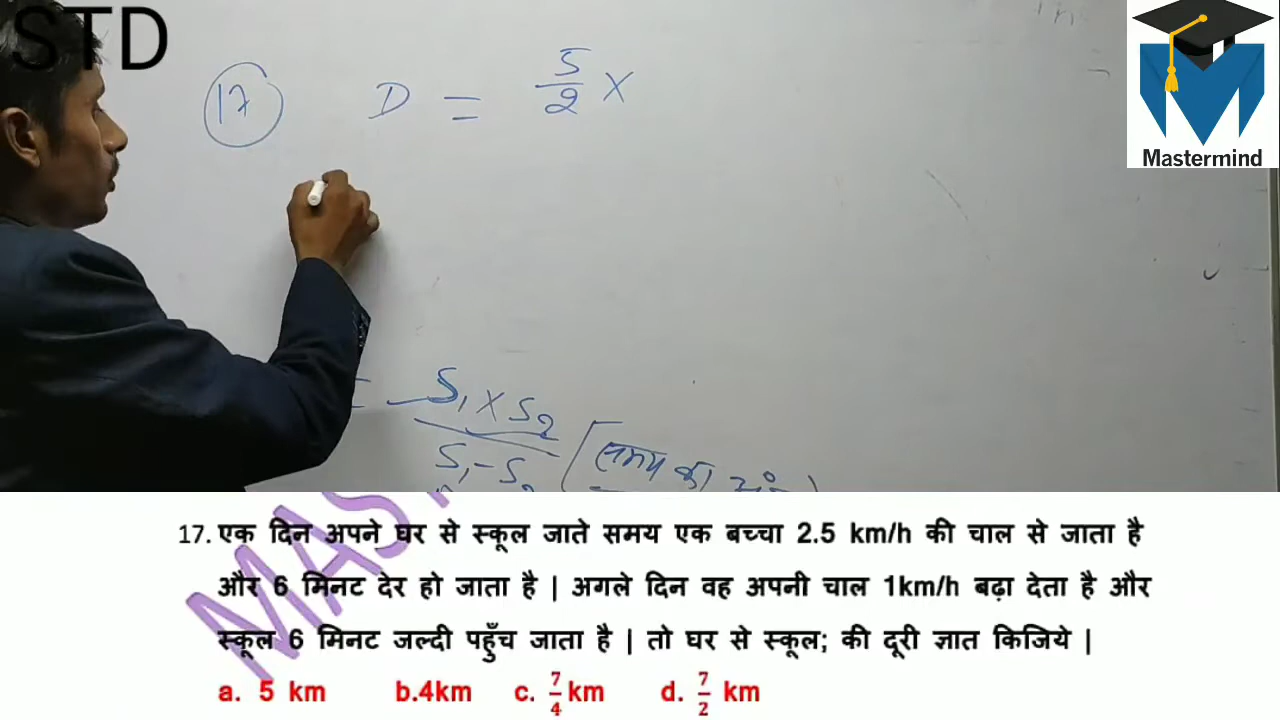 STD
17 D = 5/2 ×
Mastermind
S₁ × S₂
S₁ - S₂ (समय का
17. एक दिन अपने घर से स्कूल जाते समय एक बच्चा 2.5 km/h की चाल से जाता है
और 6 मिनट देर हो जाता है | अगले दिन वह अपनी चाल 1km/h बढ़ा देता है और
स्कूल 6 मिनट जल्दी पहुँच जाता है | तो घर से स्कूल; की दूरी ज्ञात किजिये |
a. 5 km b.4km c. 7/4 km d. 7/2 km